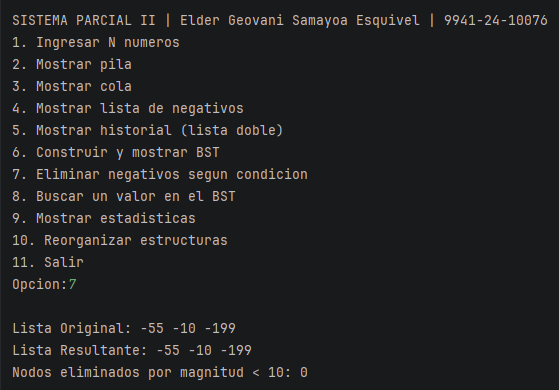 SISTEMA PARCIAL II | Elder Geovani Samayoa Esquivel | 9941-24-10076
1. Ingresar N numeros
2. Mostrar pila
3. Mostrar cola
4. Mostrar lista de negativos
5. Mostrar historial (lista doble)
6. Construir y mostrar BST
7. Eliminar negativos segun condicion
8. Buscar un valor en el BST
9. Mostrar estadisticas
10. Reorganizar estructuras
11. Salir
Opcion:7
Lista Original: -55 -10 -199
Lista Resultante: -55 -10 -199
Nodos eliminados por magnitud < 10: 0